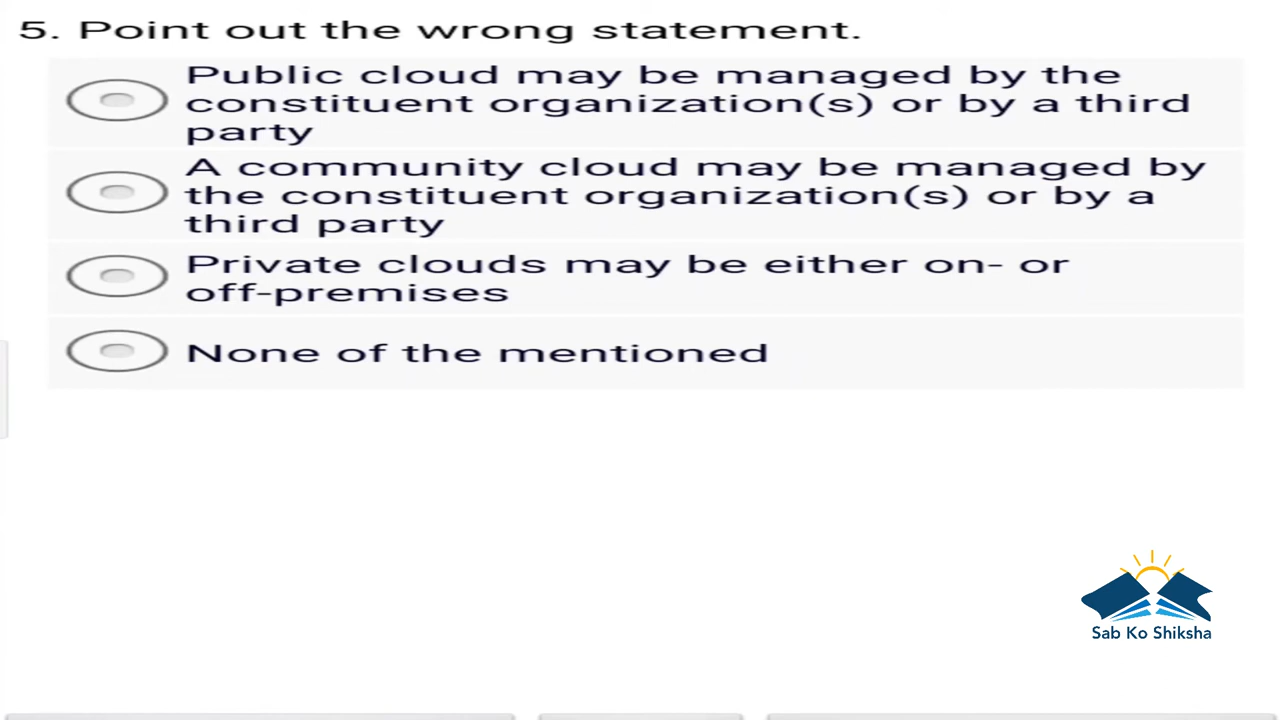 5. Point out the wrong statement.
Public cloud may be managed by the
constituent organization(s) or by a third
party
A community cloud may be managed by
the constituent organization(s) or by a
third party
Private clouds may be either on- or
off-premises
None of the mentioned
Sab Ko Shiksha